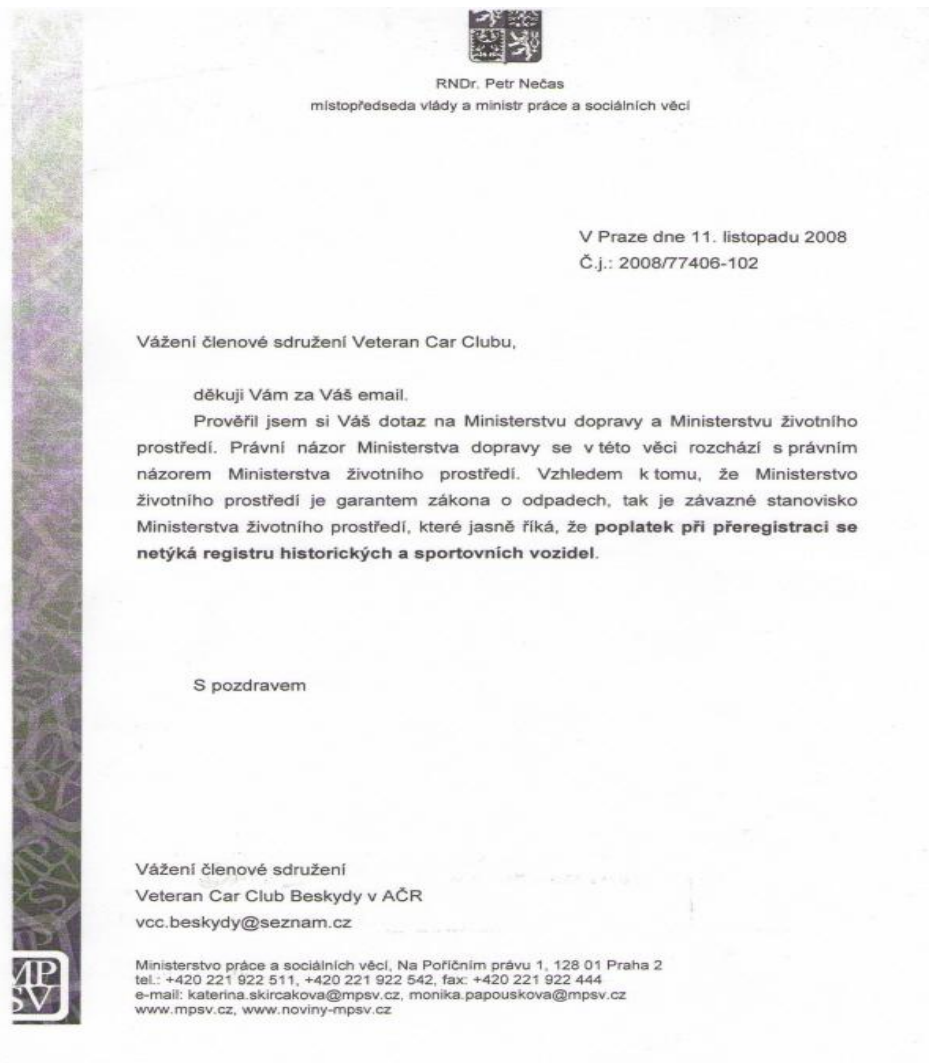 RNDr. Petr Nečas
místopředseda vlády a ministr práce a sociálních věcí
V Praze dne 11. listopadu 2008
Č.j.: 2008/77406-102
Vážení členové sdružení Veteran Car Clubu,
děkuji Vám za Váš email.
Prověřil jsem si Váš dotaz na Ministerstvu dopravy a Ministerstvu životního
prostředí. Právní názor Ministerstva dopravy se v této věci rozchází s právním
názorem Ministerstva životního prostředí. Vzhledem k tomu, že Ministerstvo
životního prostředí je garantem zákona o odpadech, tak je závazné stanovisko
Ministerstva životního prostředí, které jasně říká, že poplatek při přeregistraci se
netýká registru historických a sportovních vozidel.
S pozdravem
Vážení členové sdružení
Veteran Car Club Beskydy v AČR
vcc.beskydy@seznam.cz
MP
SV
Ministerstvo práce a sociálních věcí, Na Poříčním právu 1, 128 01 Praha 2
tel.: +420 221 922 511, +420 221 922 542, fax: +420 221 922 444
e-mail: katerina.skircakova@mpsv.cz, monika.papouskova@mpsv.cz
www.mpsv.cz, www.noviny-mpsv.cz